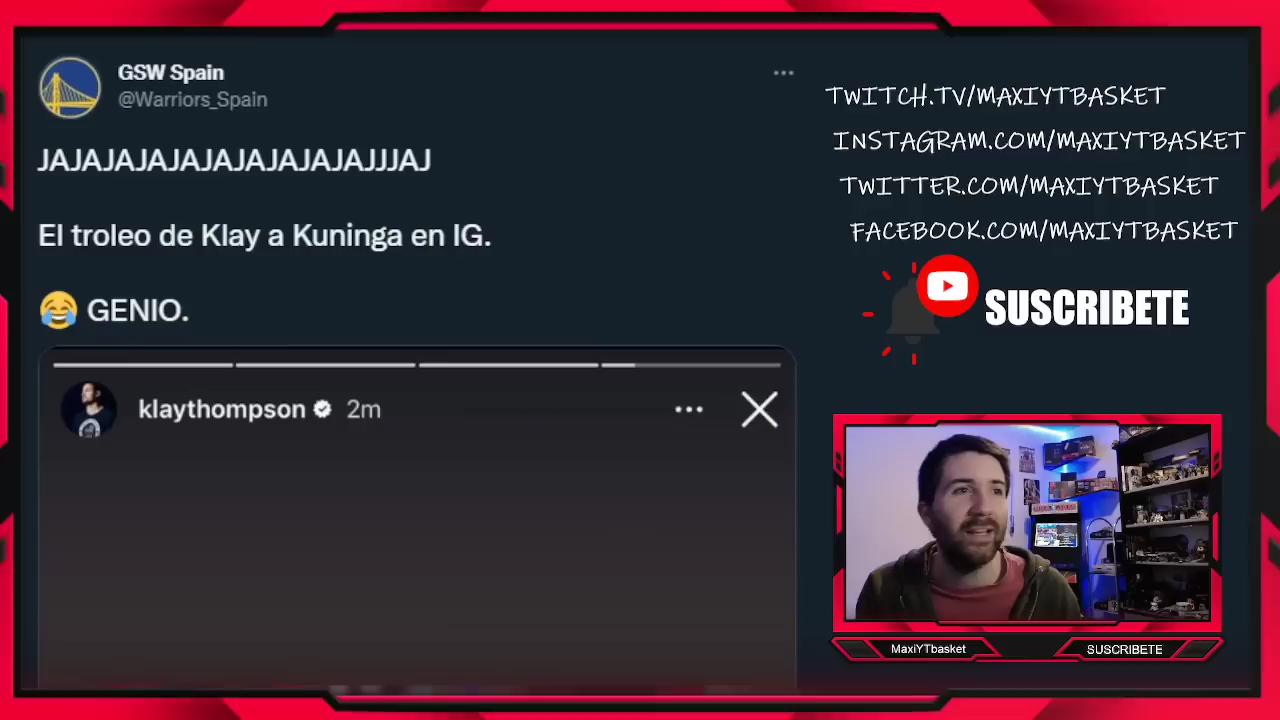 GSW Spain
@Warriors_Spain
JAJAJAJAJAJAJAJAJAJAJJJAJ
El troleo de Klay a Kuninga en IG.
😂 GENIO.
klaythompson 2m
TWITCH.TV/MAXIYTBASKET
INSTAGRAM.COM/MAXIYTBASKET
TWITTER.COM/MAXIYTBASKET
FACEBOOK.COM/MAXIYTBASKET
SUSCRIBETE
MaxiYTbasket
SUSCRIBETE